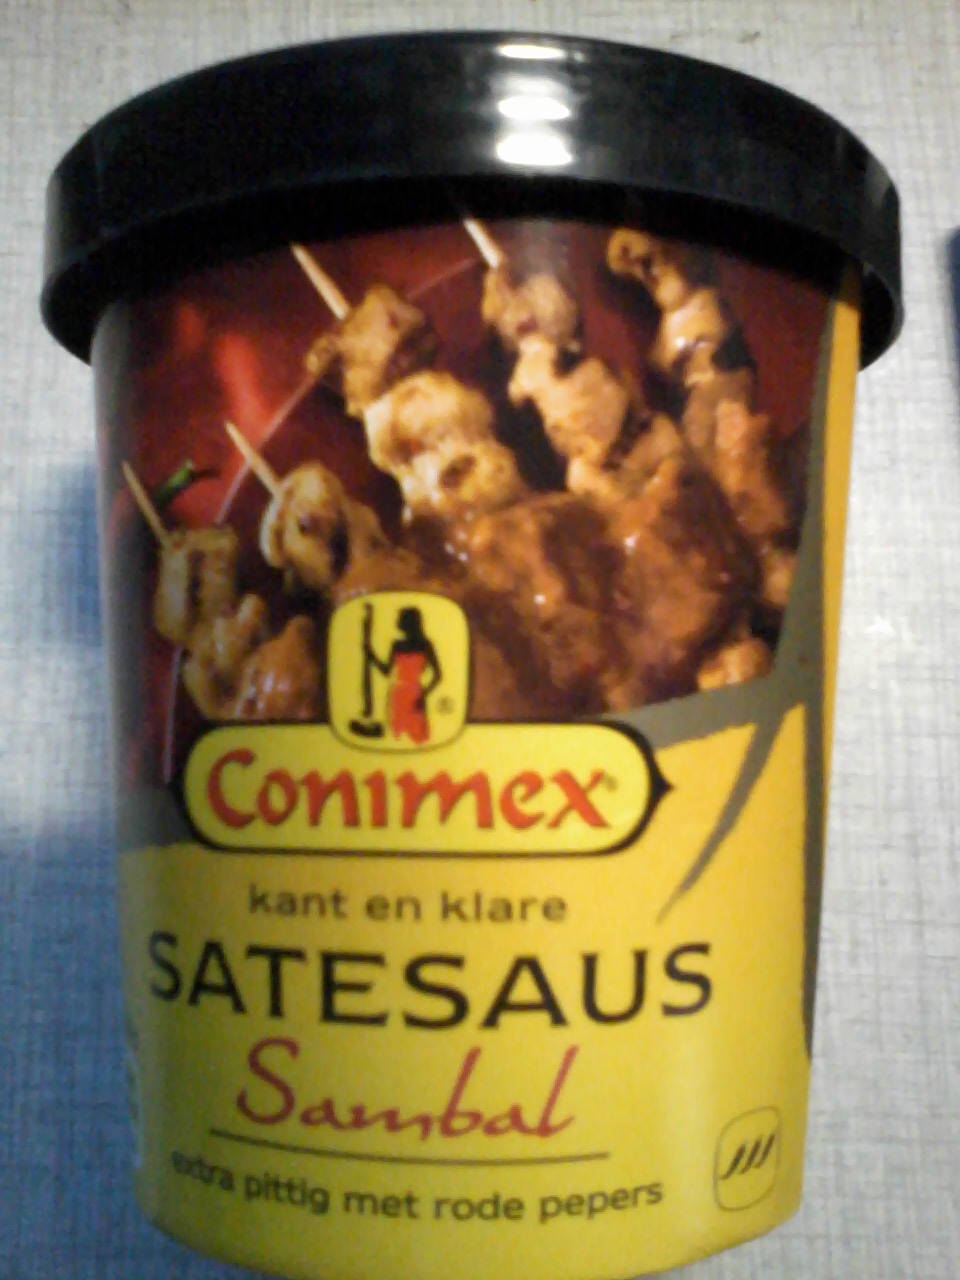 Conimex®
kant en klare
SATESAUS
Sambal
extra pittig met rode pepers